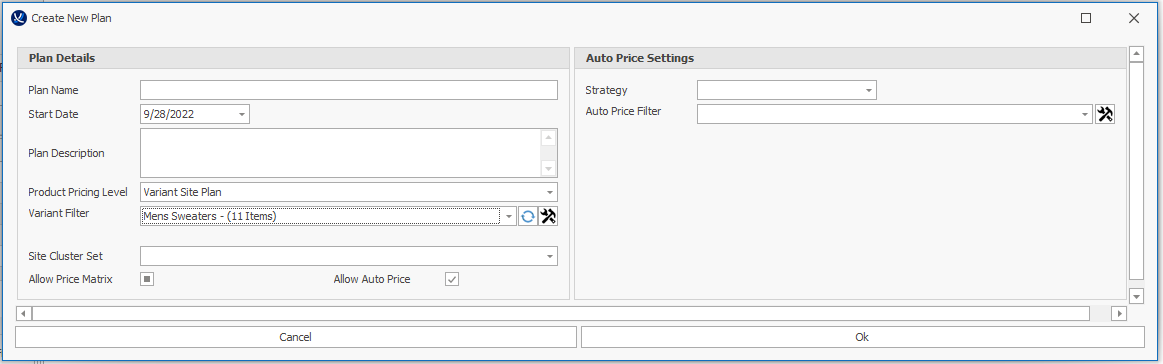 Create New Plan
Plan Details
Plan Name
Start Date 9/28/2022
Plan Description
Product Pricing Level Variant Site Plan
Variant Filter Mens Sweaters - (11 Items)
Site Cluster Set
Allow Price Matrix Allow Auto Price
Auto Price Settings
Strategy
Auto Price Filter
Cancel Ok